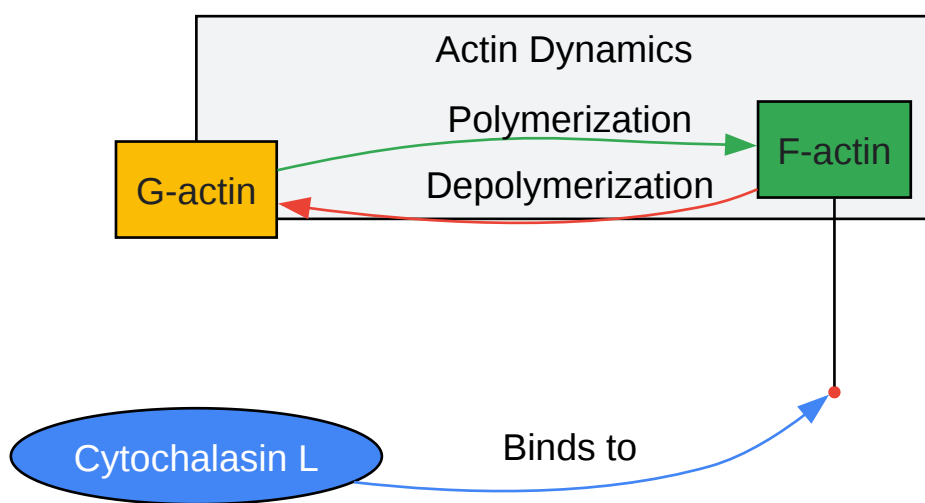 Actin Dynamics
Polymerization
F-actin
G-actin
Depolymerization
Binds to
Cytochalasin L